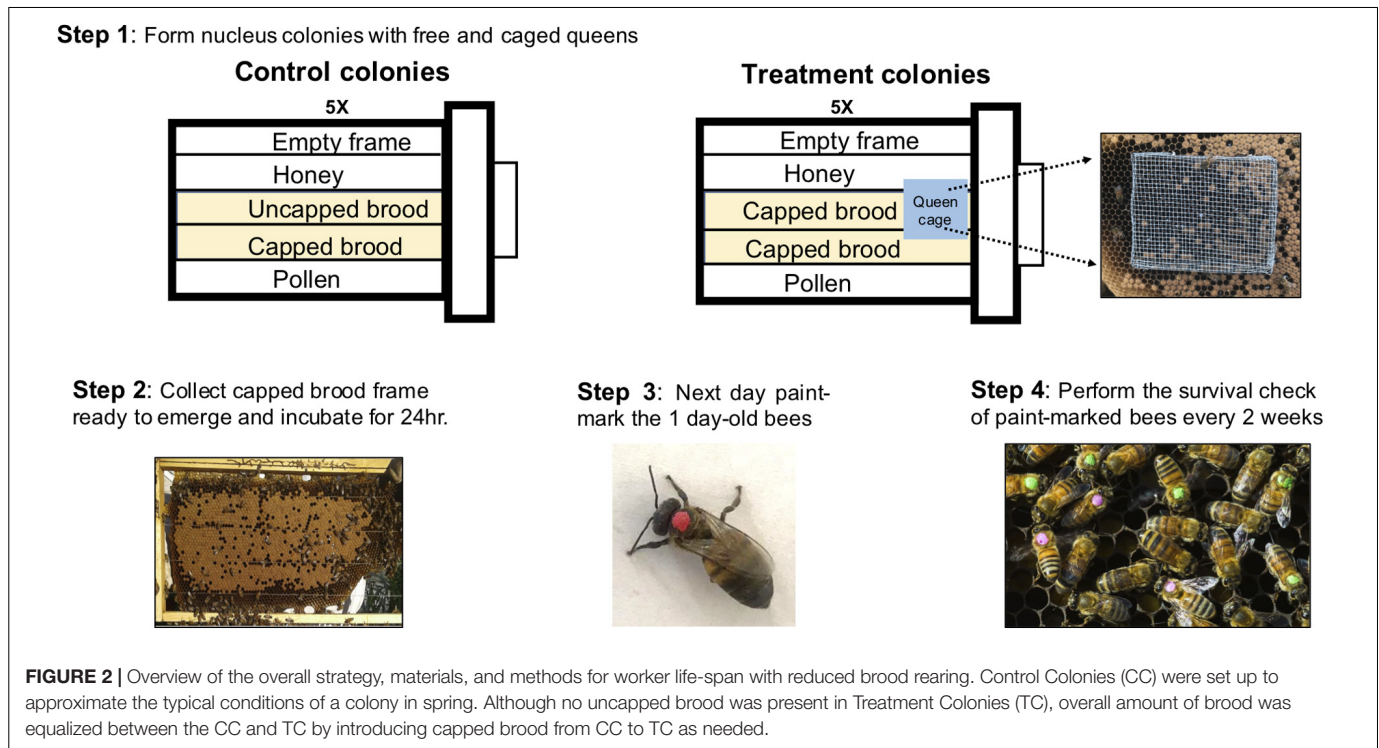 Step 1: Form nucleus colonies with free and caged queens
Control colonies
5X
Empty frame
Honey
Uncapped brood
Capped brood
Pollen
Treatment colonies
5X
Empty frame
Honey
Capped brood
Capped brood
Pollen
Queen
cage
Step 2: Collect capped brood frame
ready to emerge and incubate for 24hr.
Step 3: Next day paint-
mark the 1 day-old bees
Step 4: Perform the survival check
of paint-marked bees every 2 weeks
FIGURE 2 | Overview of the overall strategy, materials, and methods for worker life-span with reduced brood rearing. Control Colonies (CC) were set up to
approximate the typical conditions of a colony in spring. Although no uncapped brood was present in Treatment Colonies (TC), overall amount of brood was
equalized between the CC and TC by introducing capped brood from CC to TC as needed.